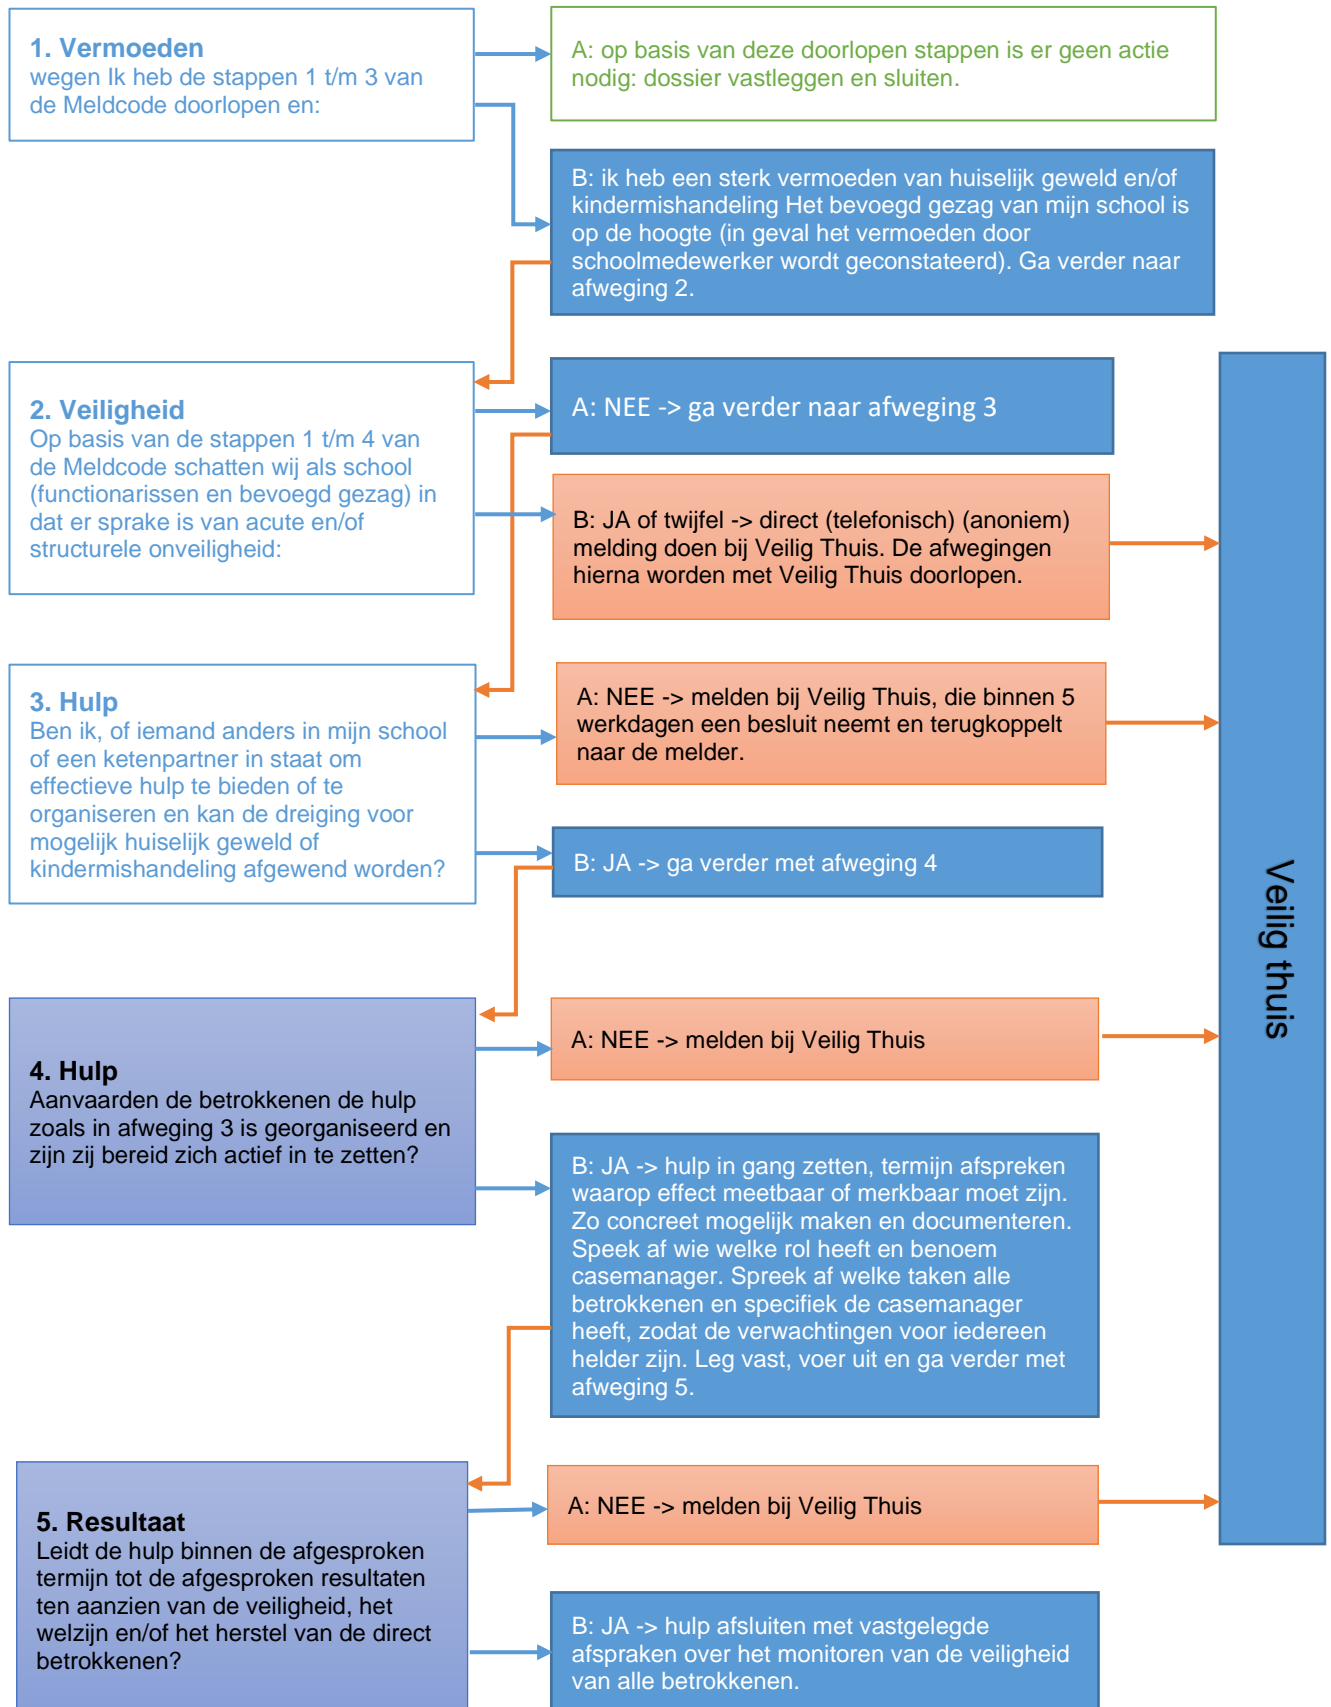 1. Vermoeden
wegen Ik heb de stappen 1 t/m 3 van
de Meldcode doorlopen en:
A: op basis van deze doorlopen stappen is er geen actie
nodig: dossier vastleggen en sluiten.
B: ik heb een sterk vermoeden van huiselijk geweld en/of
kindermishandeling Het bevoegd gezag van mijn school is
op de hoogte (in geval het vermoeden door
schoolmedewerker wordt geconstateerd). Ga verder naar
afweging 2.
2. Veiligheid
Op basis van de stappen 1 t/m 4 van
de Meldcode schatten wij als school
(functionarissen en bevoegd gezag) in
dat er sprake is van acute en/of
structurele onveiligheid:
A: NEE -> ga verder naar afweging 3
B: JA of twijfel -> direct (telefonisch) (anoniem)
melding doen bij Veilig Thuis. De afwegingen
hierna worden met Veilig Thuis doorlopen.
3. Hulp
Ben ik, of iemand anders in mijn school
of een ketenpartner in staat om
effectieve hulp te bieden of te
organiseren en kan de dreiging voor
mogelijk huiselijk geweld of
kindermishandeling afgewend worden?
A: NEE -> melden bij Veilig Thuis, die binnen 5
werkdagen een besluit neemt en terugkoppelt
naar de melder.
B: JA -> ga verder met afweging 4
4. Hulp
Aanvaarden de betrokkenen de hulp
zoals in afweging 3 is georganiseerd en
zijn zij bereid zich actief in te zetten?
A: NEE -> melden bij Veilig Thuis
B: JA -> hulp in gang zetten, termijn afspreken
waarop effect meetbaar of merkbaar moet zijn.
Zo concreet mogelijk maken en documenteren.
Speek af wie welke rol heeft en benoem
casemanager. Spreek af welke taken alle
betrokkenen en specifiek de casemanager
heeft, zodat de verwachtingen voor iedereen
helder zijn. Leg vast, voer uit en ga verder met
afweging 5.
5. Resultaat
Leidt de hulp binnen de afgesproken
termijn tot de afgesproken resultaten
ten aanzien van de veiligheid, het
welzijn en/of het herstel van de direct
betrokkenen?
A: NEE -> melden bij Veilig Thuis
B: JA -> hulp afsluiten met vastgelegde
afspraken over het monitoren van de veiligheid
van alle betrokkenen.
Veilig thuis